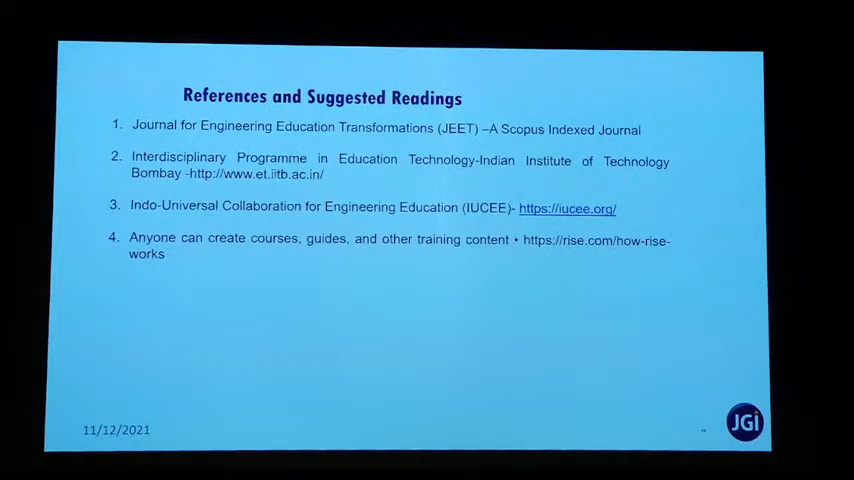 References and Suggested Readings
1. Journal for Engineering Education Transformations (JEET) –A Scopus Indexed Journal
2. Interdisciplinary Programme in Education Technology-Indian Institute of Technology
Bombay -http://www.et.iitb.ac.in/
3. Indo-Universal Collaboration for Engineering Education (IUCEE)- https://iucee.org/
4. Anyone can create courses, guides, and other training content • https://rise.com/how-rise-
works
11/12/2021
JGi